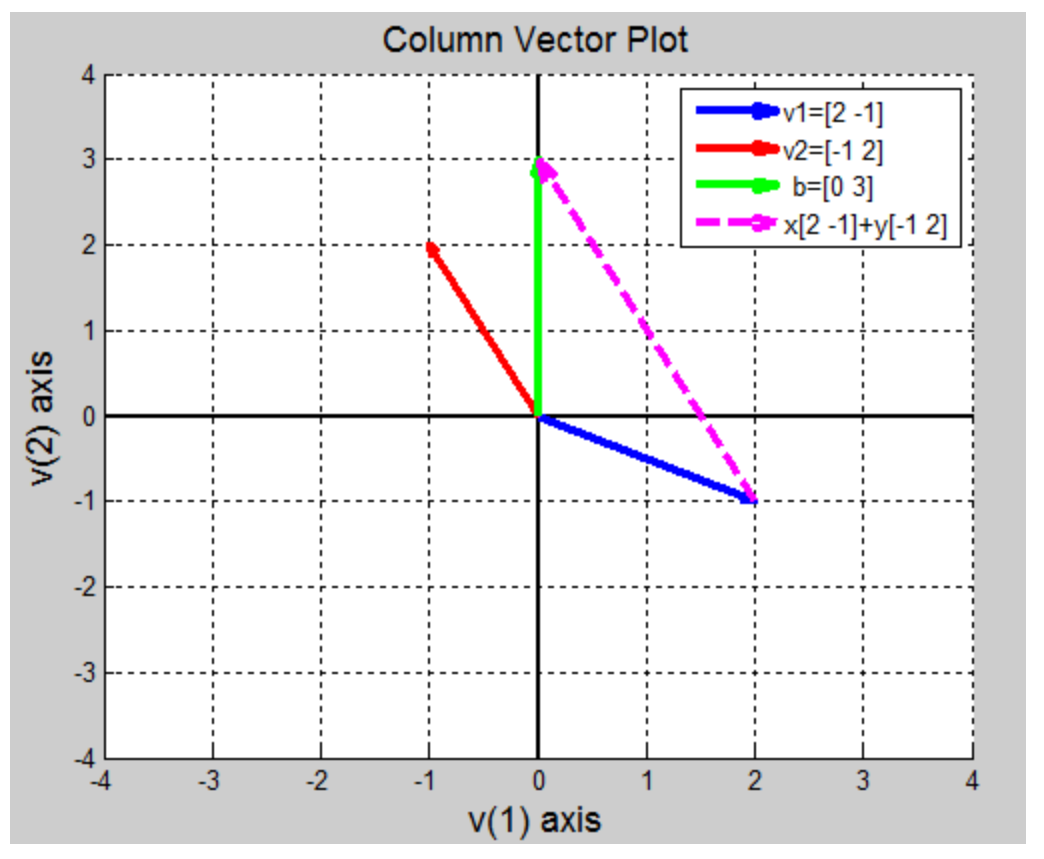 Column Vector Plot
v1=[2 -1]
v2=[-1 2]
b=[0 3]
x[2 -1]+y[-1 2]
4
3
2
1
0
-1
-2
-3
-4
v(2) axis
-4 -3 -2 -1 0 1 2 3 4
v(1) axis